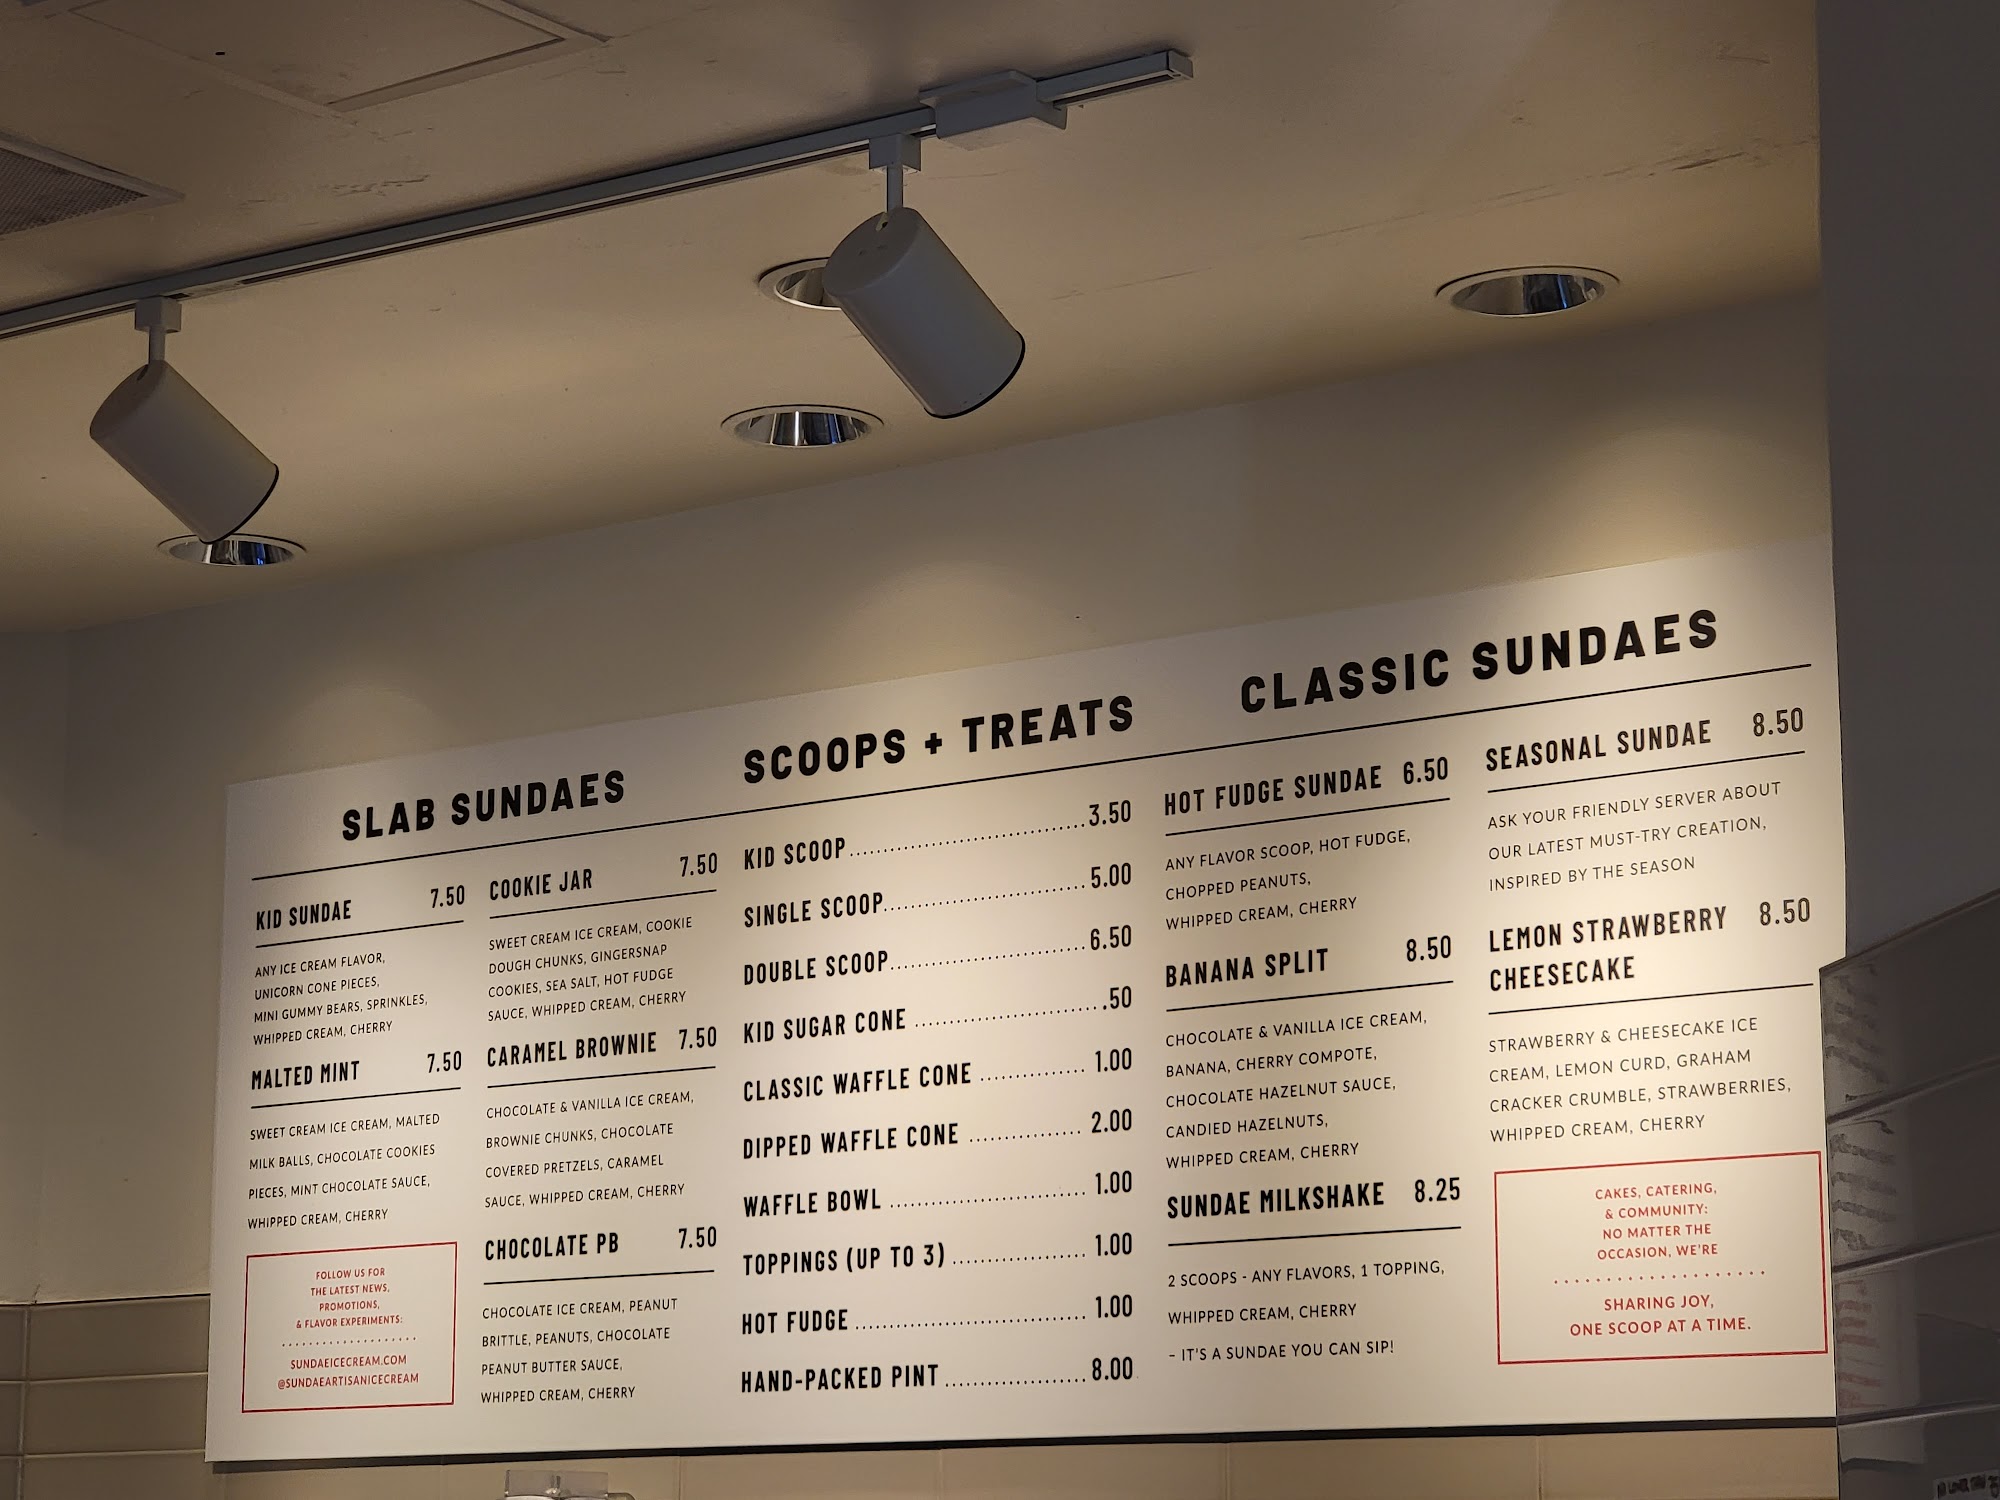 SLAB SUNDAES
KID SUNDAE 7.50
ANY ICE CREAM FLAVOR,
UNICORN CONE PIECES,
MINI GUMMY BEARS, SPRINKLES,
WHIPPED CREAM, CHERRY
MALTED MINT 7.50
SWEET CREAM ICE CREAM, MALTED
MILK BALLS, CHOCOLATE COOKIES
PIECES, MINT CHOCOLATE SAUCE,
WHIPPED CREAM, CHERRY
FOLLOW US FOR
THE LATEST NEWS,
PROMOTIONS,
& FLAVOR EXPERIMENTS:
SUNDAEICECREAM.COM
@SUNDAEARTISANICECREAM
COOKIE JAR 7.50
SWEET CREAM ICE CREAM, COOKIE
DOUGH CHUNKS, GINGERSNAP
COOKIES, SEA SALT, HOT FUDGE
SAUCE, WHIPPED CREAM, CHERRY
CARAMEL BROWNIE 7.50
CHOCOLATE & VANILLA ICE CREAM,
BROWNIE CHUNKS, CHOCOLATE
COVERED PRETZELS, CARAMEL
SAUCE, WHIPPED CREAM, CHERRY
CHOCOLATE PB 7.50
CHOCOLATE ICE CREAM, PEANUT
BRITTLE, PEANUTS, CHOCOLATE
PEANUT BUTTER SAUCE,
WHIPPED CREAM, CHERRY
SCOOPS + TREATS
KID SCOOP 3.50
SINGLE SCOOP 5.00
DOUBLE SCOOP 6.50
KID SUGAR CONE .50
CLASSIC WAFFLE CONE 1.00
DIPPED WAFFLE CONE 2.00
WAFFLE BOWL 1.00
TOPPINGS (UP TO 3) 1.00
HOT FUDGE 1.00
HAND-PACKED PINT 8.00
CLASSIC SUNDAES
HOT FUDGE SUNDAE 6.50
ANY FLAVOR SCOOP, HOT FUDGE,
CHOPPED PEANUTS,
WHIPPED CREAM, CHERRY
BANANA SPLIT 8.50
CHOCOLATE & VANILLA ICE CREAM,
BANANA, CHERRY COMPOTE,
CHOCOLATE HAZELNUT SAUCE,
CANDIED HAZELNUTS,
WHIPPED CREAM, CHERRY
SUNDAE MILKSHAKE 8.25
2 SCOOPS - ANY FLAVORS, 1 TOPPING,
WHIPPED CREAM, CHERRY
- IT'S A SUNDAE YOU CAN SIP!
SEASONAL SUNDAE 8.50
ASK YOUR FRIENDLY SERVER ABOUT
OUR LATEST MUST-TRY CREATION,
INSPIRED BY THE SEASON
LEMON STRAWBERRY 8.50
CHEESECAKE
STRAWBERRY & CHEESECAKE ICE
CREAM, LEMON CURD, GRAHAM
CRACKER CRUMBLE, STRAWBERRIES,
WHIPPED CREAM, CHERRY
CAKES, CATERING,
& COMMUNITY:
NO MATTER THE
OCCASION, WE'RE
SHARING JOY,
ONE SCOOP AT A TIME.